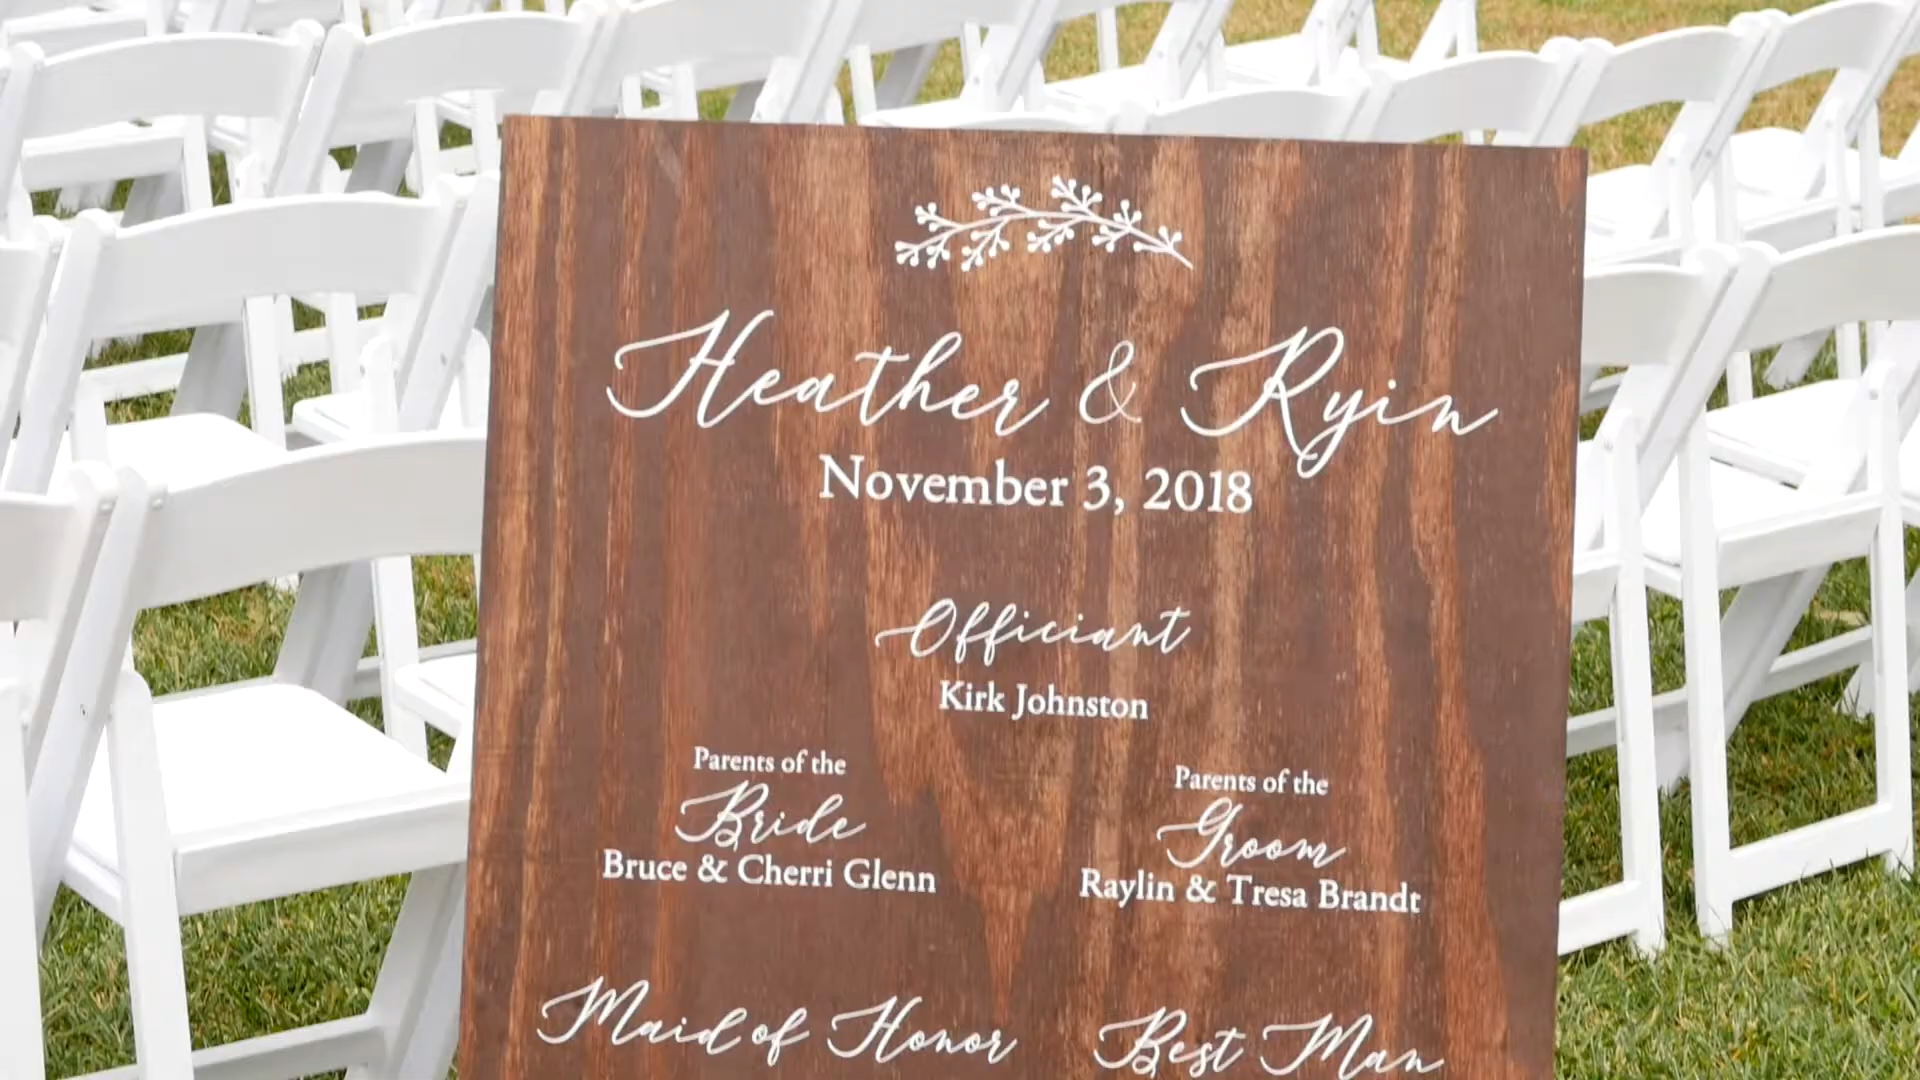 Heather & Ryin
November 3, 2018
Officiant
Kirk Johnston
Parents of the
Bride
Bruce & Cherri Glenn
Parents of the
Groom
Raylin & Tresa Brandt
Maid of Honor
Best Man